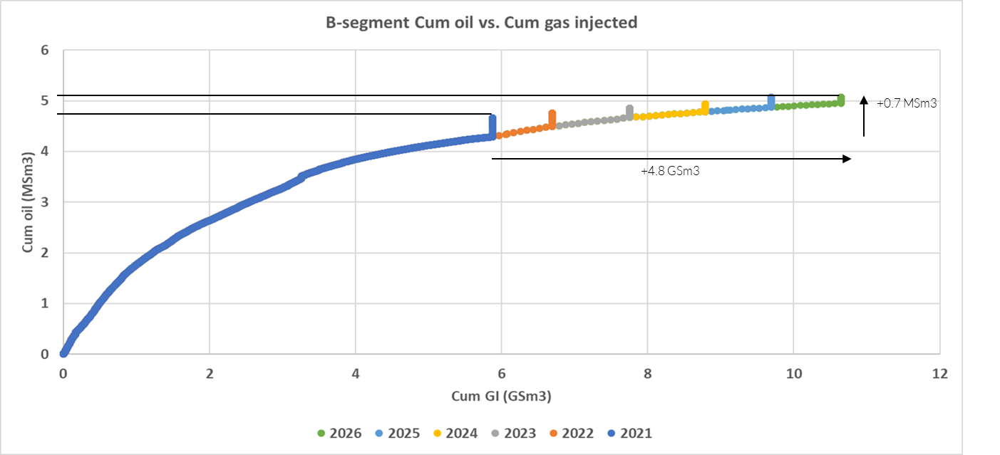 B-segment Cum oil vs. Cum gas injected
Cum oil (MSm3)
6
5
4
3
2
1
0
+0.7 MSm3
+4.8 GSm3
0 2 4 6 8 10 12
Cum GI (GSm3)
2026 2025 2024 2023 2022 2021